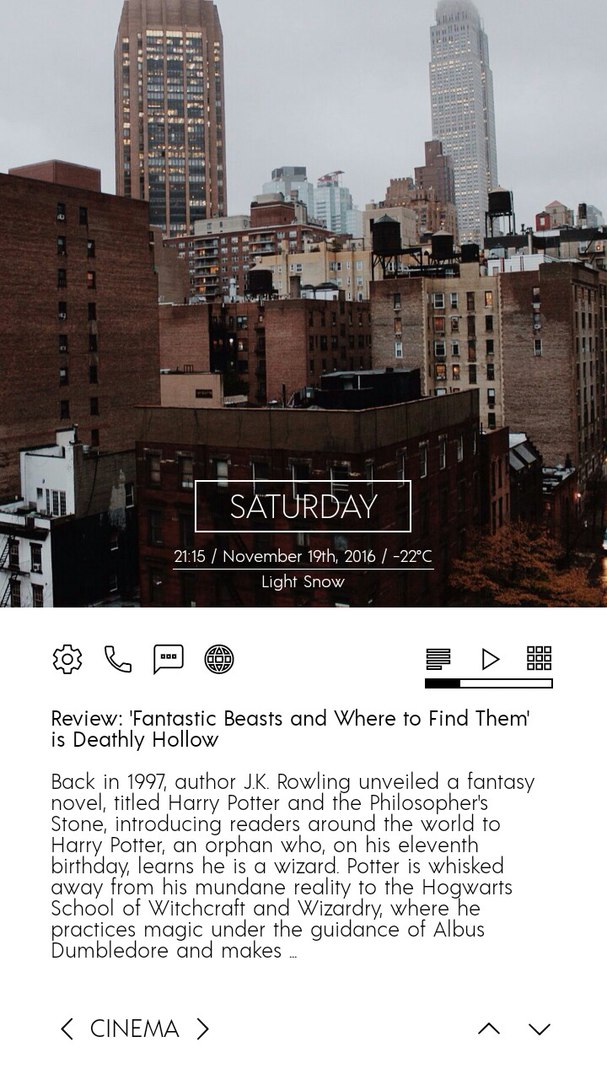 SATURDAY
21:15 / November 19th, 2016 / -22°C
Light Snow
Review: 'Fantastic Beasts and Where to Find Them'
is Deathly Hollow
Back in 1997, author J.K. Rowling unveiled a fantasy
novel, titled Harry Potter and the Philosopher's
Stone, introducing readers around the world to
Harry Potter, an orphan who, on his eleventh
birthday, learns he is a wizard. Potter is whisked
away from his mundane reality to the Hogwarts
School of Witchcraft and Wizardry, where he
practices magic under the guidance of Albus
Dumbledore and makes ...
CINEMA